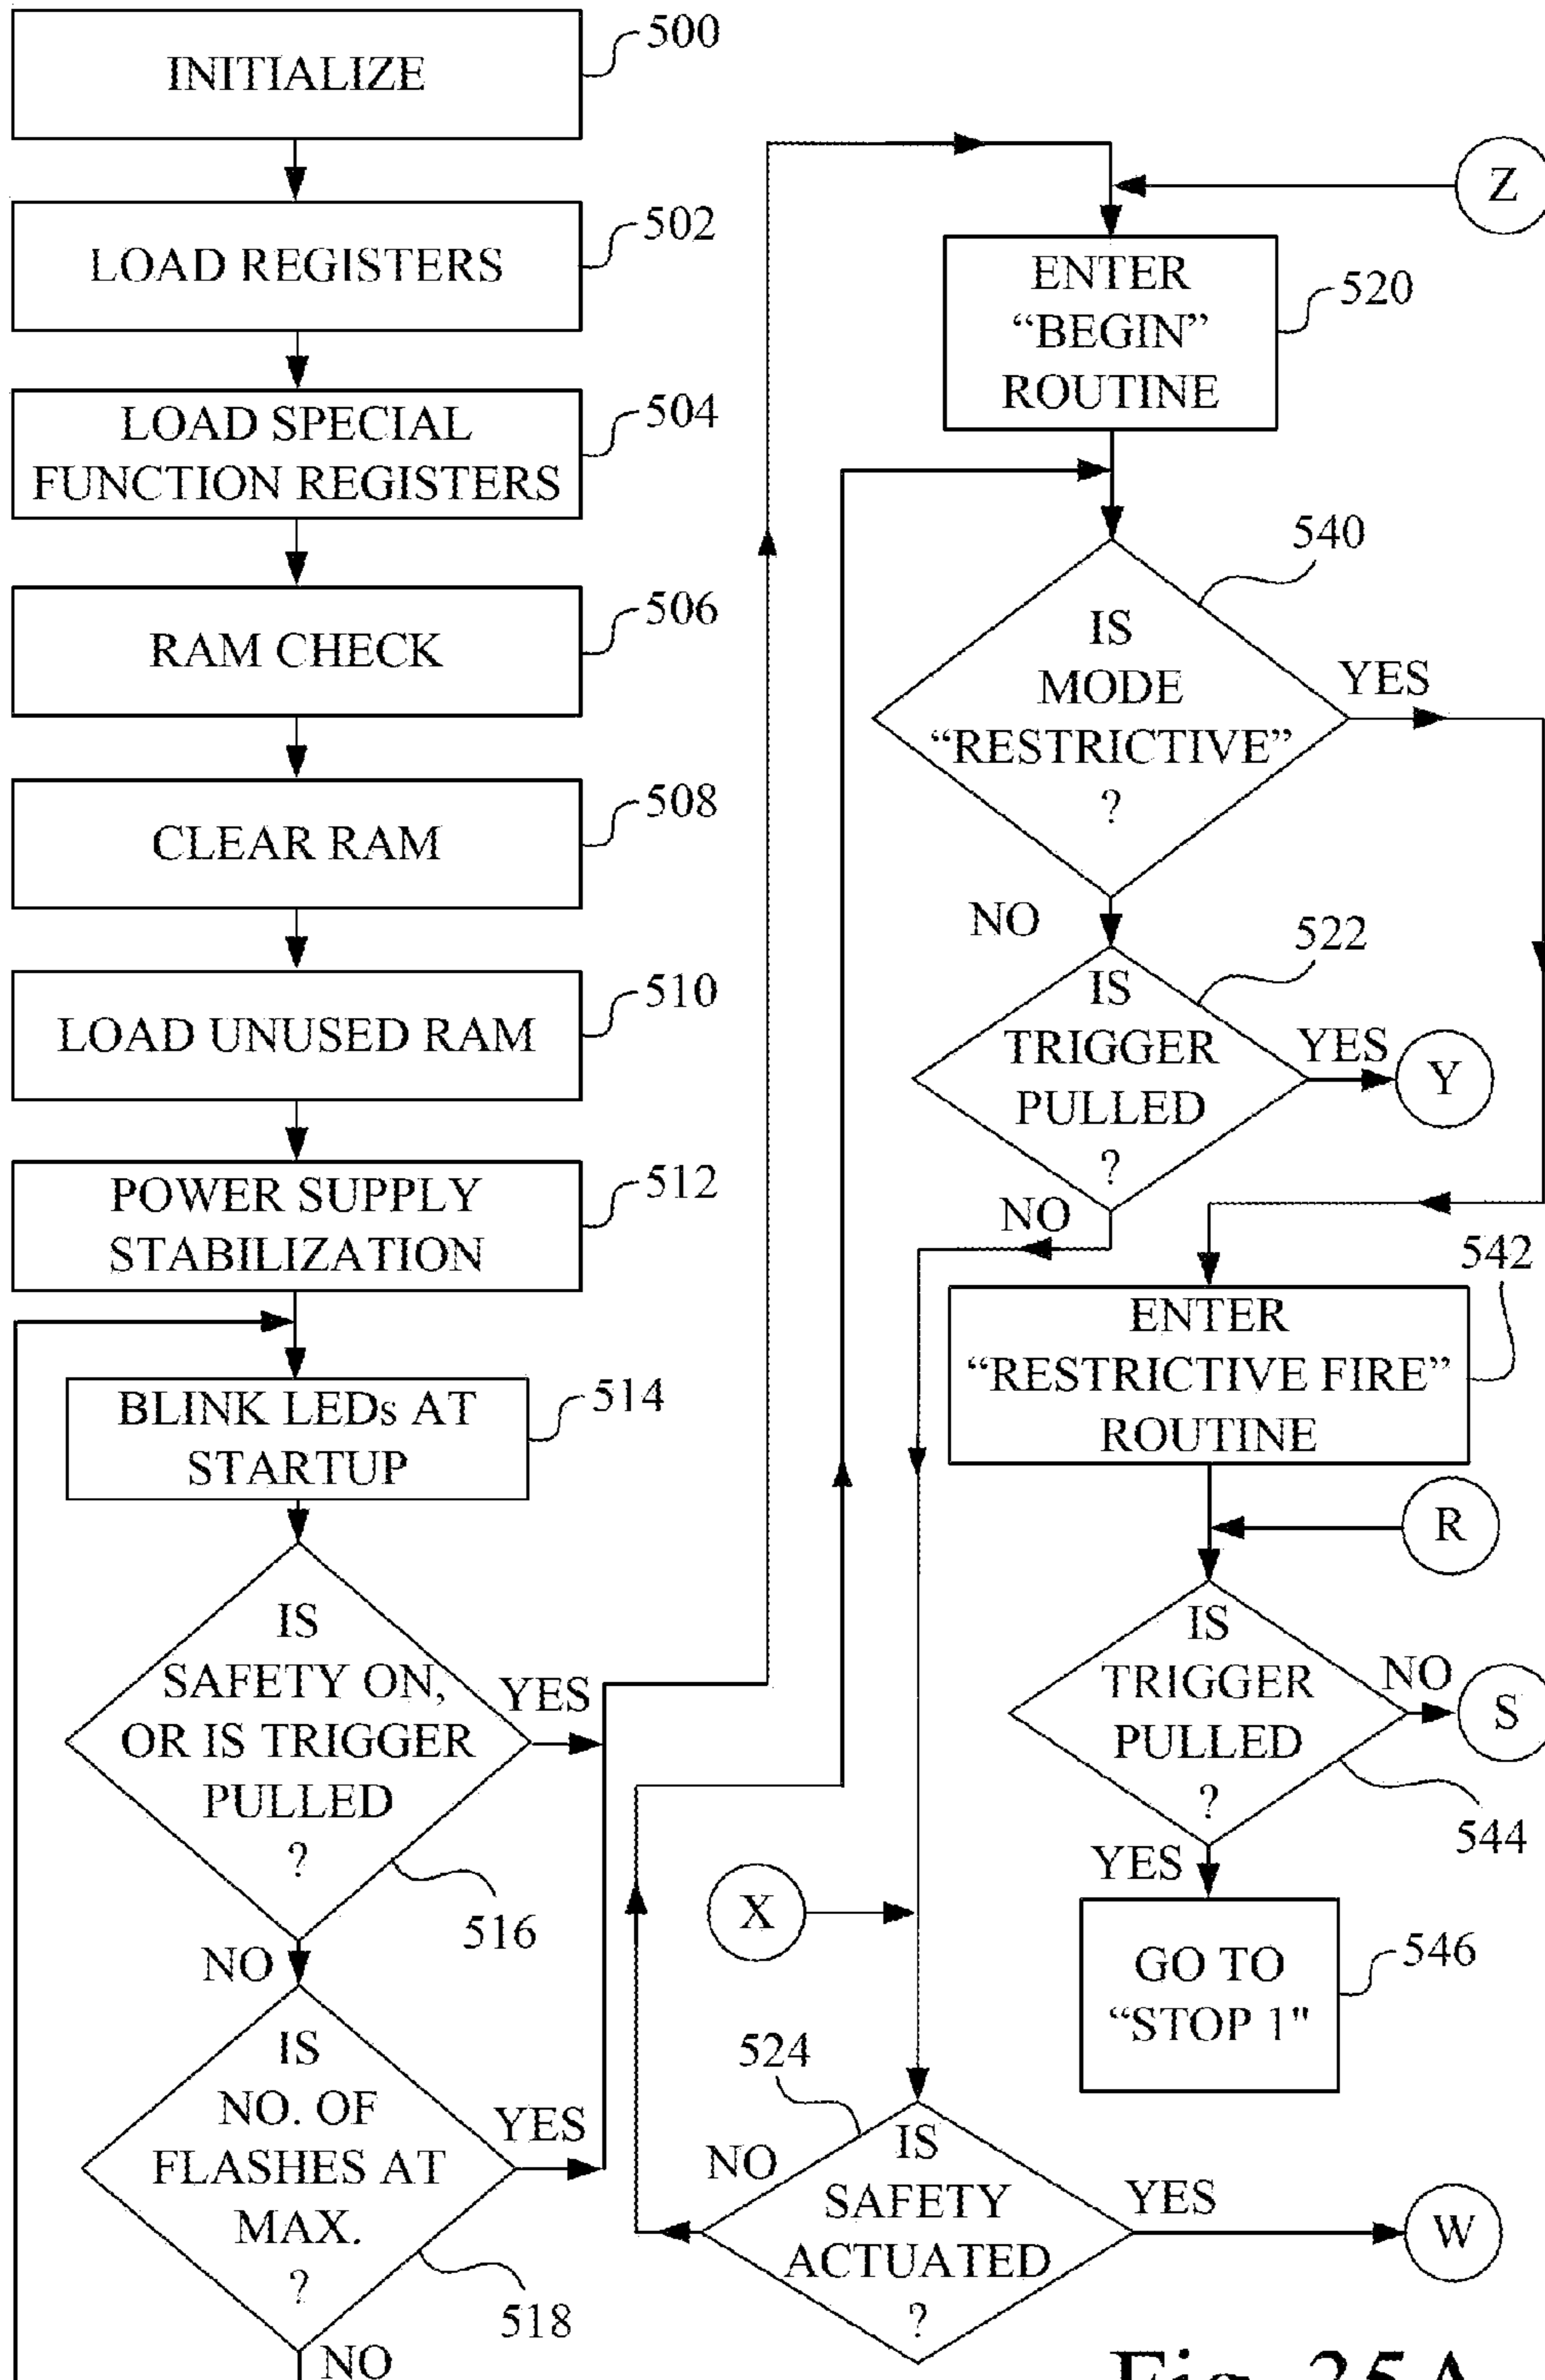 INITIALIZE
500
LOAD REGISTERS
502
LOAD SPECIAL
FUNCTION REGISTERS
504
RAM CHECK
506
CLEAR RAM
508
LOAD UNUSED RAM
510
POWER SUPPLY
STABILIZATION
512
BLINK LEDs AT
STARTUP
514
IS
SAFETY ON,
OR IS TRIGGER
PULLED
?
YES
516
NO
IS
NO. OF
FLASHES AT
MAX.
?
YES
518
NO
Z
ENTER
“BEGIN”
ROUTINE
520
540
IS
MODE
“RESTRICTIVE”
?
YES
NO
522
IS
TRIGGER
PULLED
?
YES
Y
NO
542
ENTER
“RESTRICTIVE FIRE”
ROUTINE
R
IS
TRIGGER
PULLED
?
NO
S
544
YES
GO TO
“STOP 1"
546
X
524
IS
SAFETY
ACTUATED
?
NO
YES
W
Fig. 35A